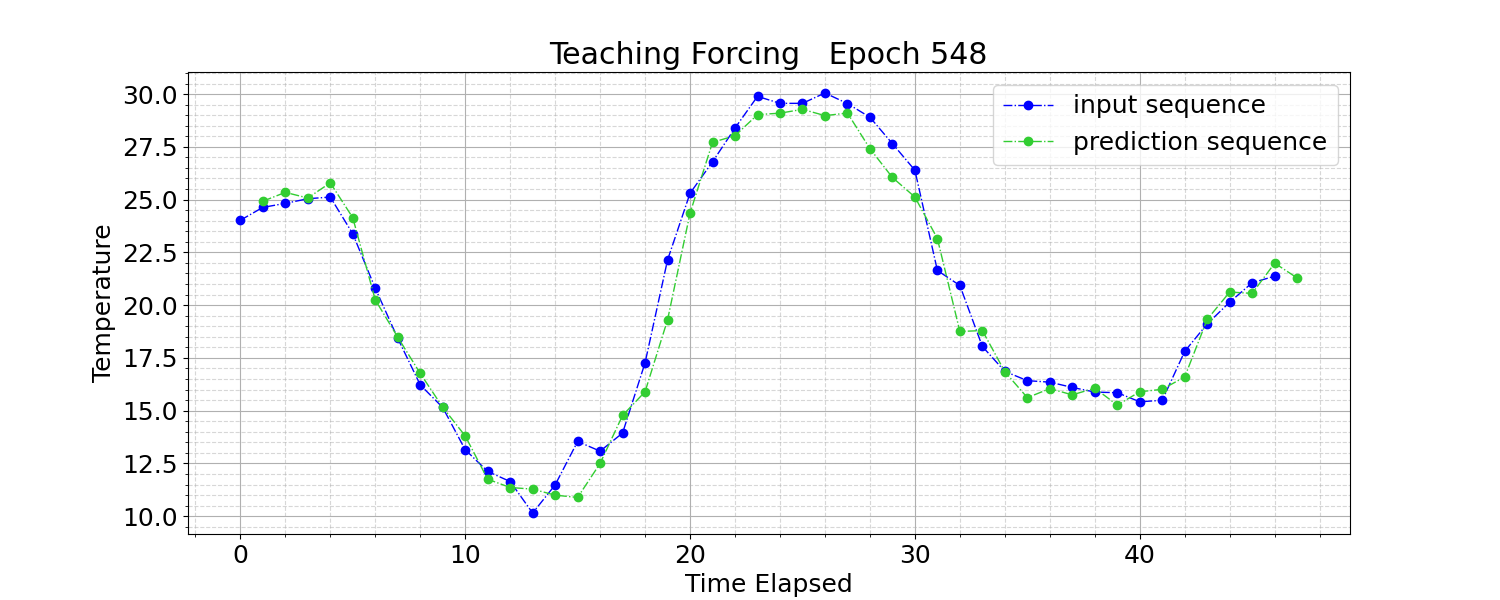 Teaching Forcing   Epoch 548
30.0
27.5
25.0
22.5
20.0
17.5
15.0
12.5
10.0
Temperature
input sequence
prediction sequence
0 10 20 30 40
Time Elapsed